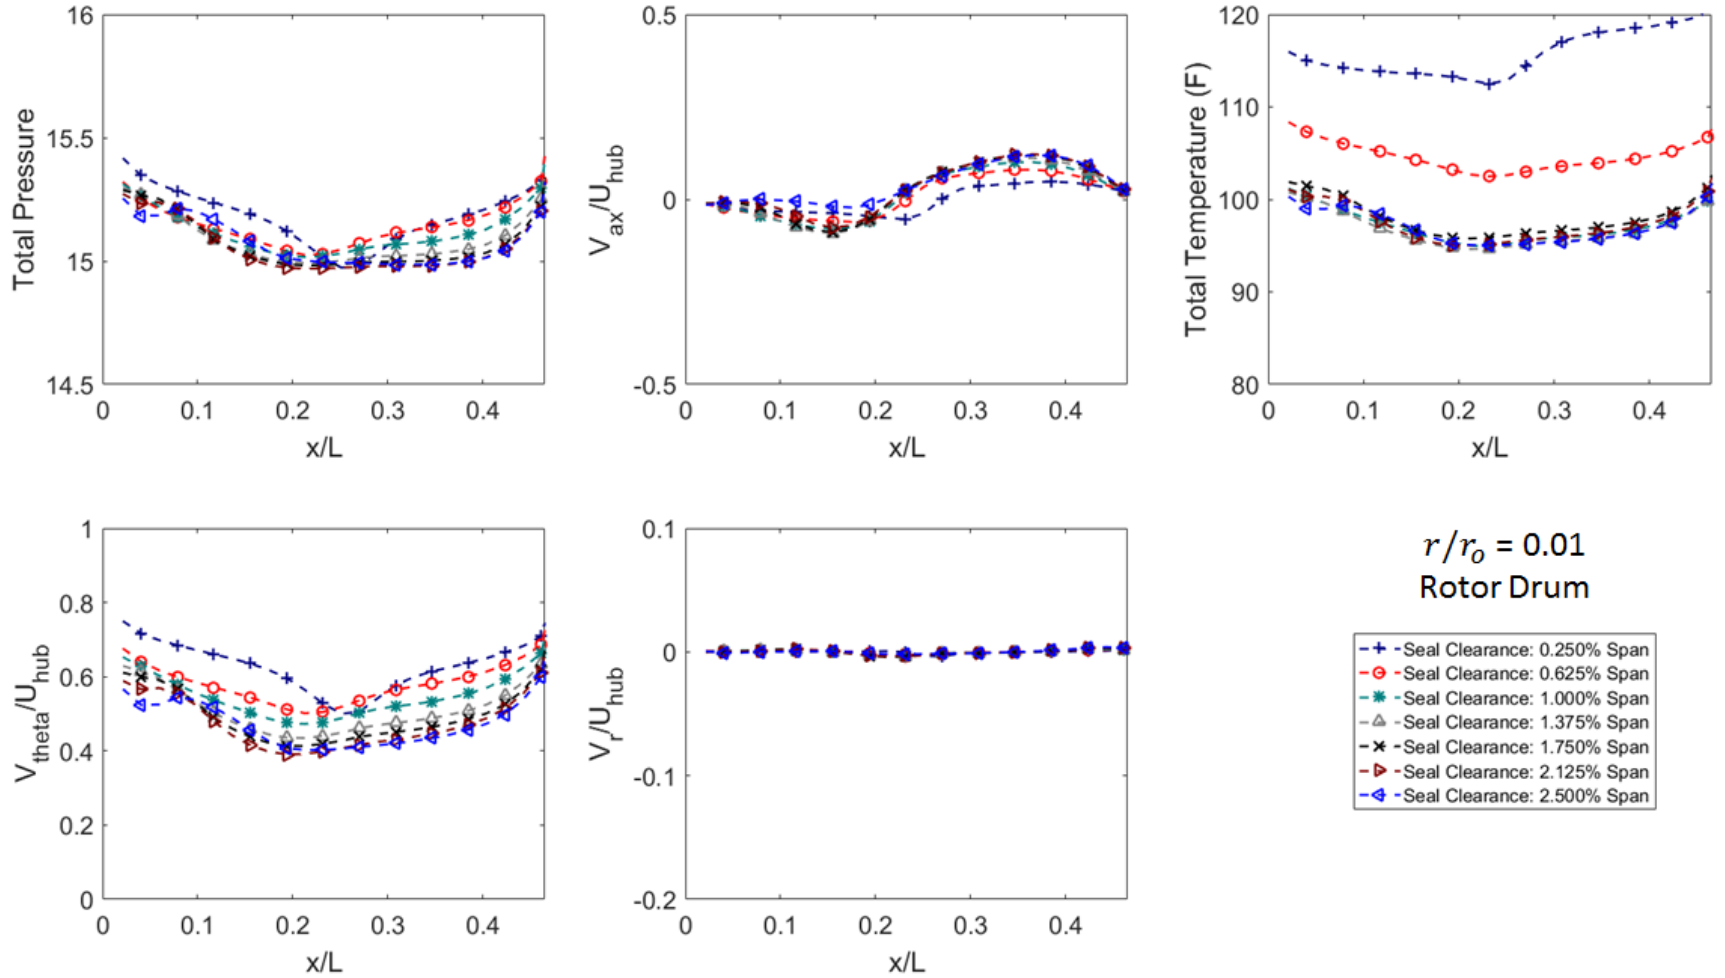 16
15.5
15
14.5
Total Pressure
0
0.1
0.2
0.3
0.4
x/L
0.5
0
-0.5
V_ax/U_hub
0
0.1
0.2
0.3
0.4
x/L
120
110
100
90
80
Total Temperature (F)
0
0.1
0.2
0.3
0.4
x/L
1
0.8
0.6
0.4
0.2
0
V_theta/U_hub
0
0.1
0.2
0.3
0.4
x/L
0.1
0
-0.1
-0.2
V_r/U_hub
0
0.1
0.2
0.3
0.4
x/L
r/r_o = 0.01
Rotor Drum
Seal Clearance: 0.250% Span
Seal Clearance: 0.625% Span
Seal Clearance: 1.000% Span
Seal Clearance: 1.375% Span
Seal Clearance: 1.750% Span
Seal Clearance: 2.125% Span
Seal Clearance: 2.500% Span